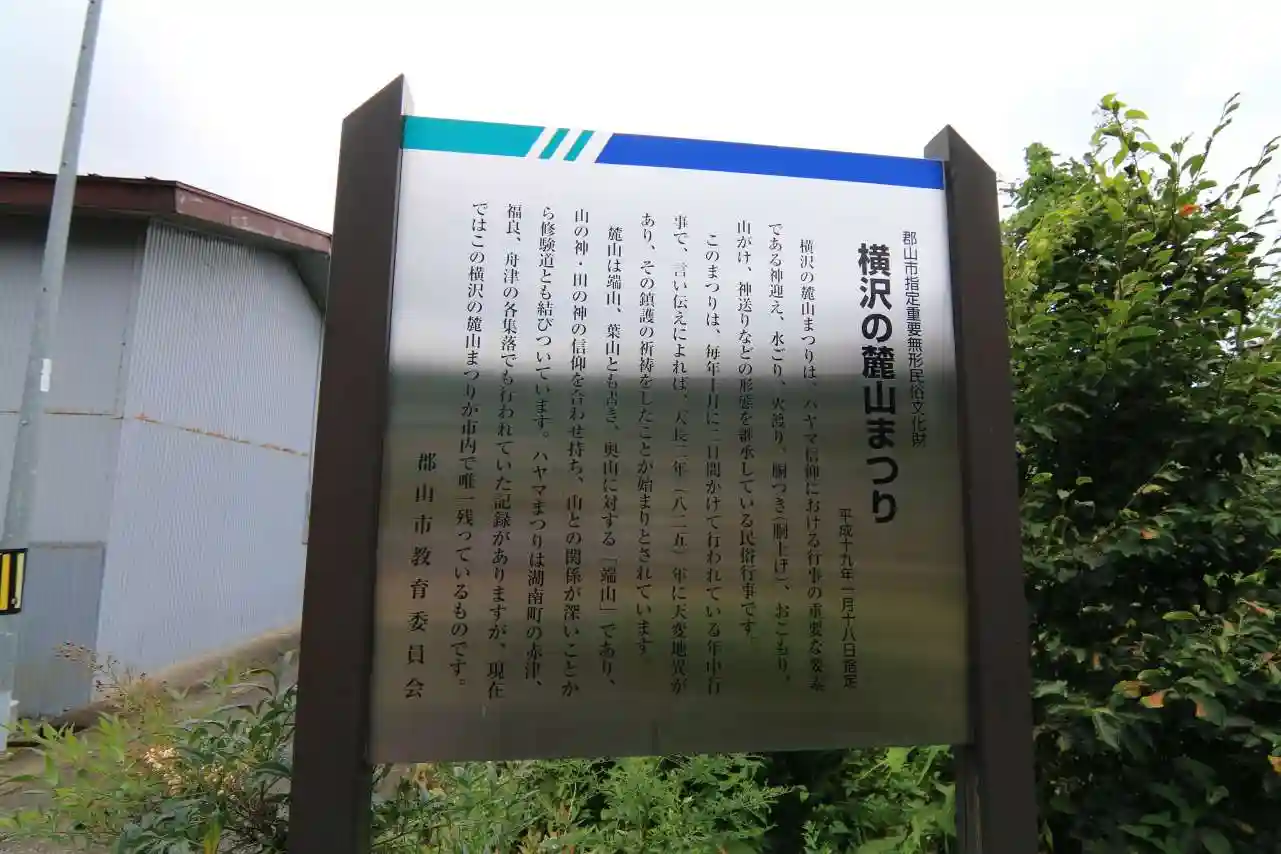 郡山市指定重要無形民俗文化財
横沢の麓山まつり
平成十九年一月十八日指定
横沢の麓山まつりは、ハヤマ信仰における行事の重要な要素
である神迎え、水ごり、火渡り、胴つき(胴上げ)、おこもり、
山がけ、神送りなどの形態を継承している民俗行事です。
このまつりは、毎年十月に二日間かけて行われている年中行
事で、言い伝えによれば、天長二年(八二五)年に天変地異が
あり、その鎮護の祈祷をしたことが始まりとされています。
麓山は端山、葉山とも書き、奥山に対する「端山」であり、
山の神・田の神の信仰を合わせ持ち、山との関係が深いことか
ら修験道とも結びついています。ハヤマまつりは湖南町の赤津、
福良、舟津の各集落でも行われていた記録がありますが、現在
ではこの横沢の麓山まつりが市内で唯一残っているものです。
郡山市教育委員会